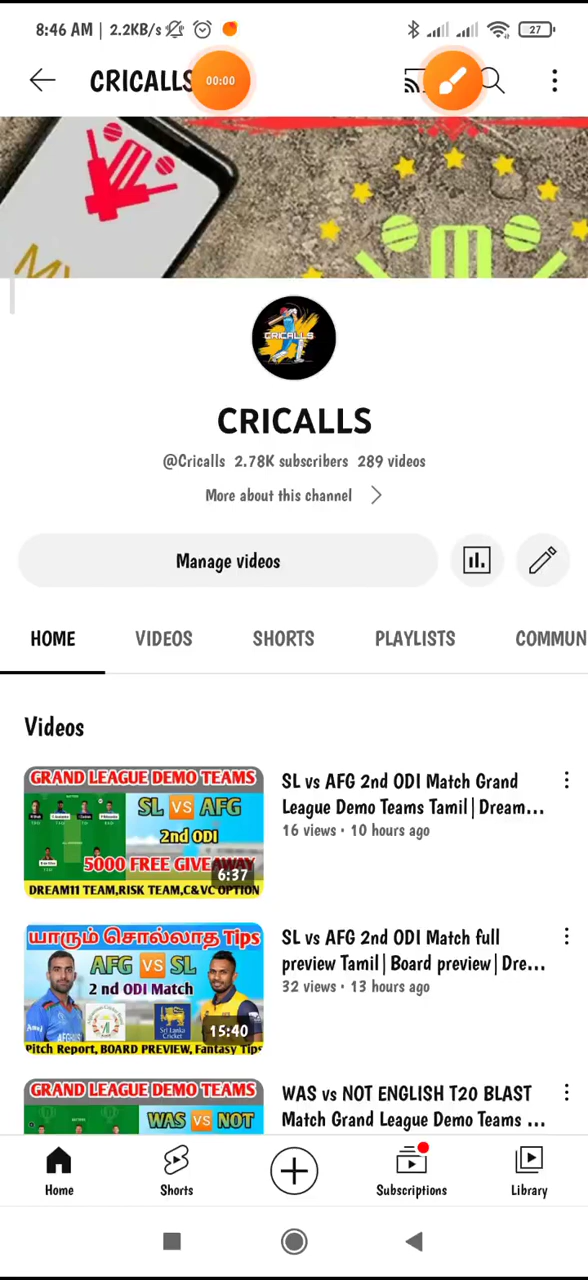 8:46 AM | 2.2KB/s
27
CRICALLS
00:00
CRICALLS
CRICALLS
@Cricalls 2.78K subscribers 289 videos
More about this channel
Manage videos
HOME VIDEOS SHORTS PLAYLISTS COMMUN
Videos
GRAND LEAGUE DEMO TEAMS
SL VS AFG
2nd ODI
5000 FREE GIVEAWAY
6:37
DREAM11 TEAM,RISK TEAM,C&VC OPTION
SL vs AFG 2nd ODI Match Grand
League Demo Teams Tamil|Dream...
16 views · 10 hours ago
யாரும் சொல்லாத Tips
AFG VS SL
2 nd ODI Match
Sri Lanka
Cricket
15:40
Pitch Report, BOARD PREVIEW, Fantasy Tips
SL vs AFG 2nd ODI Match full
preview Tamil|Board preview|Dre...
32 views · 13 hours ago
GRAND LEAGUE DEMO TEAMS
WAS VS NOT
WAS vs NOT ENGLISH T20 BLAST
Match Grand League Demo Teams ...
Home Shorts Subscriptions Library